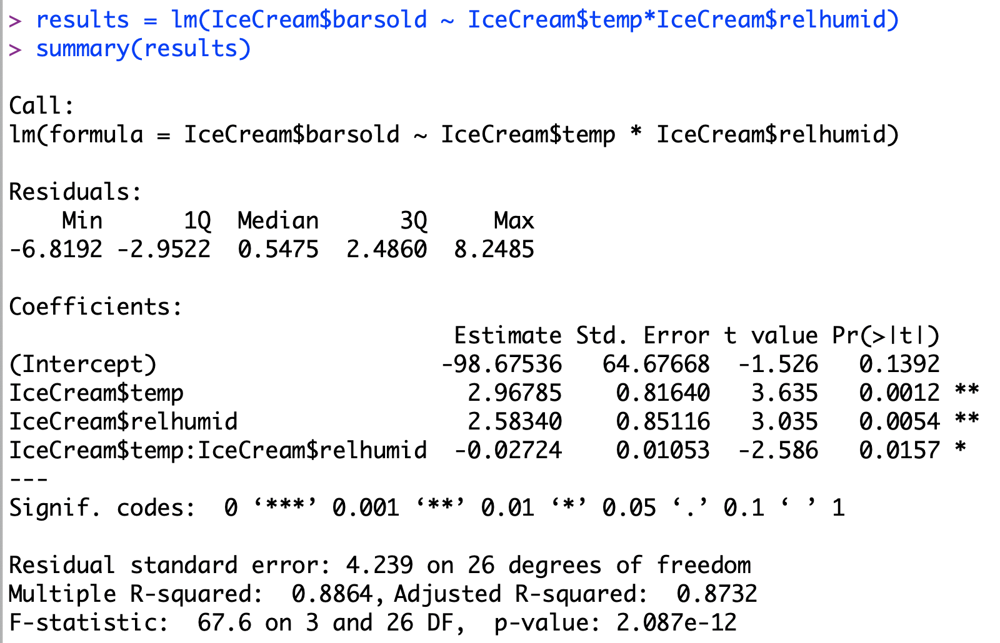 > results = lm(IceCream$barsold ~ IceCream$temp*IceCream$relhumid)
> summary(results)
Call:
lm(formula = IceCream$barsold ~ IceCream$temp * IceCream$relhumid)
Residuals:
    Min      1Q  Median      3Q     Max
-6.8192 -2.9522  0.5475  2.4860  8.2485
Coefficients:
                                 Estimate Std. Error t value Pr(>|t|)
(Intercept)                     -98.67536   64.67668  -1.526   0.1392
IceCream$temp                     2.96785    0.81640   3.635   0.0012 **
IceCream$relhumid                 2.58340    0.85116   3.035   0.0054 **
IceCream$temp:IceCream$relhumid  -0.02724    0.01053  -2.586   0.0157 *
---
Signif. codes:  0 ‘***’ 0.001 ‘**’ 0.01 ‘*’ 0.05 ‘.’ 0.1 ‘ ’ 1
Residual standard error: 4.239 on 26 degrees of freedom
Multiple R-squared:  0.8864, Adjusted R-squared:  0.8732
F-statistic:  67.6 on 3 and 26 DF,  p-value: 2.087e-12